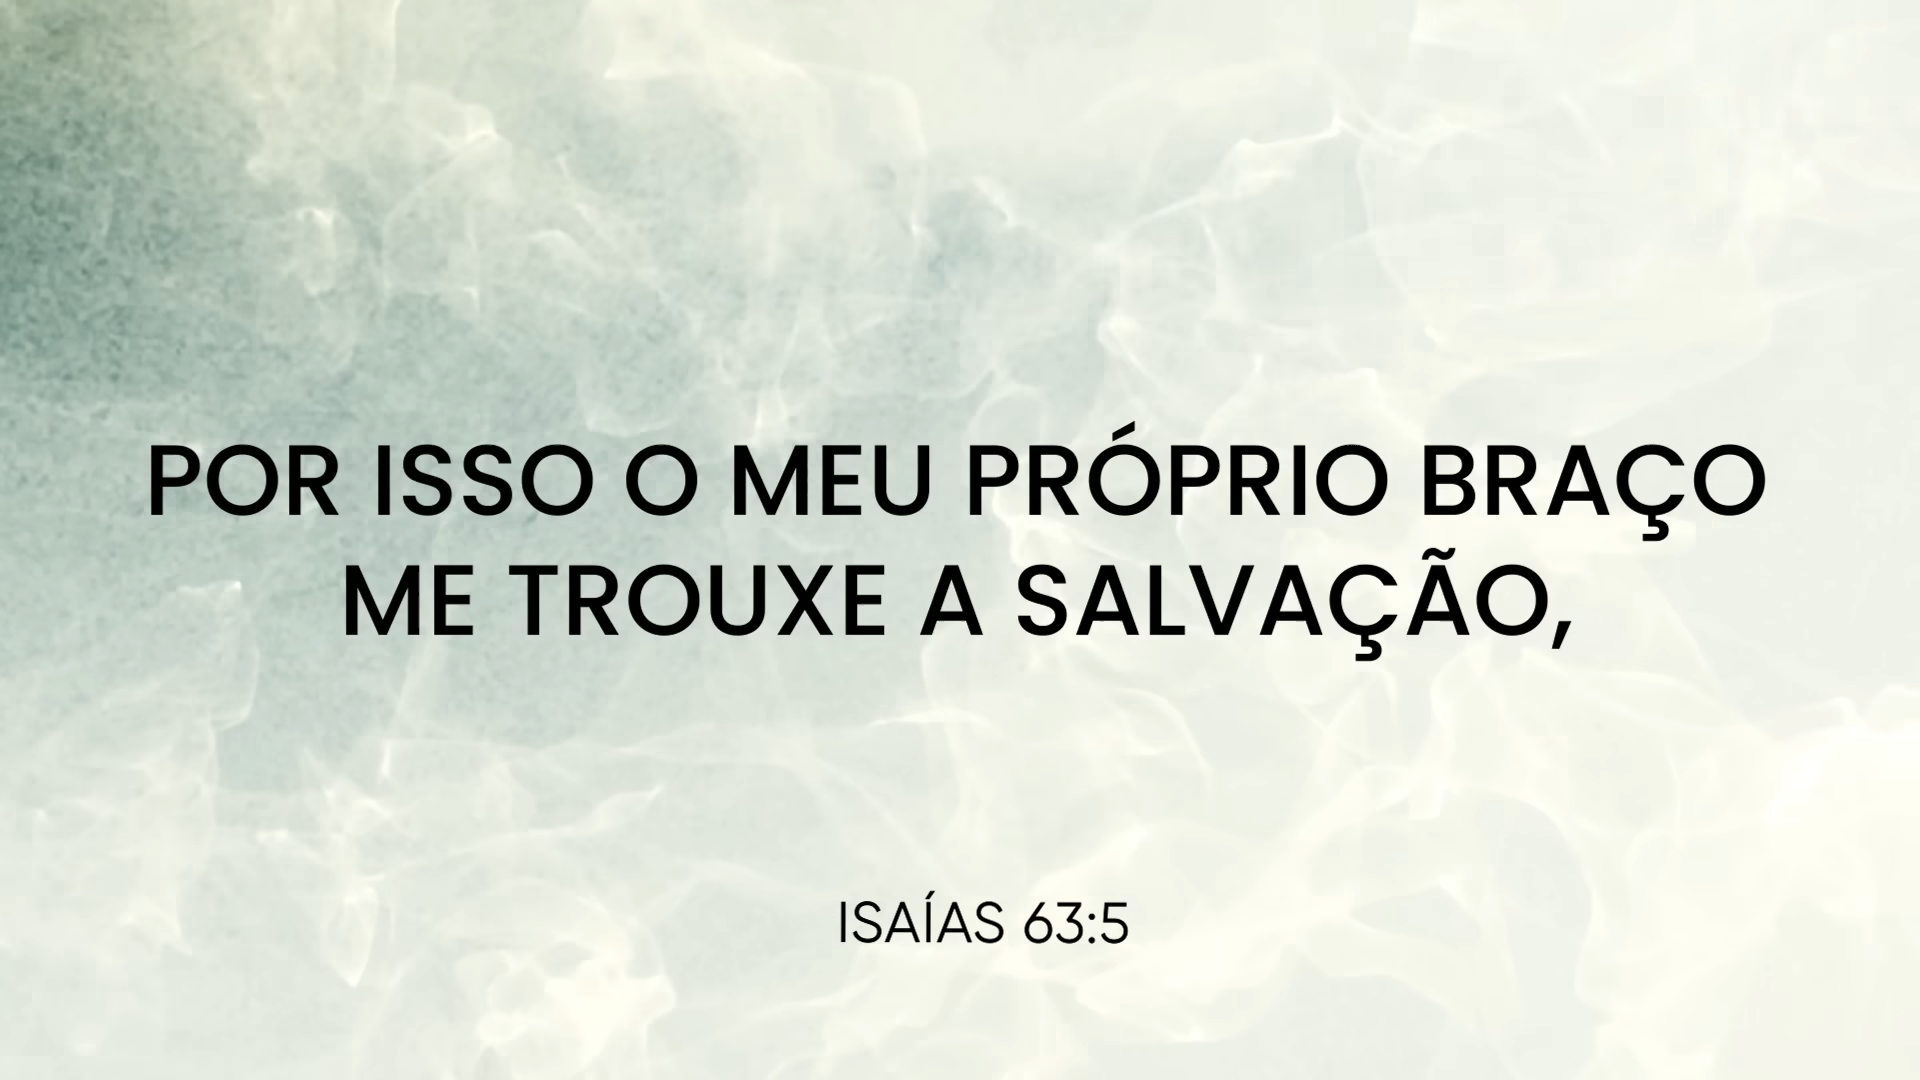 POR ISSO O MEU PRÓPRIO BRAÇO
ME TROUXE A SALVAÇÃO,
ISAÍAS 63:5